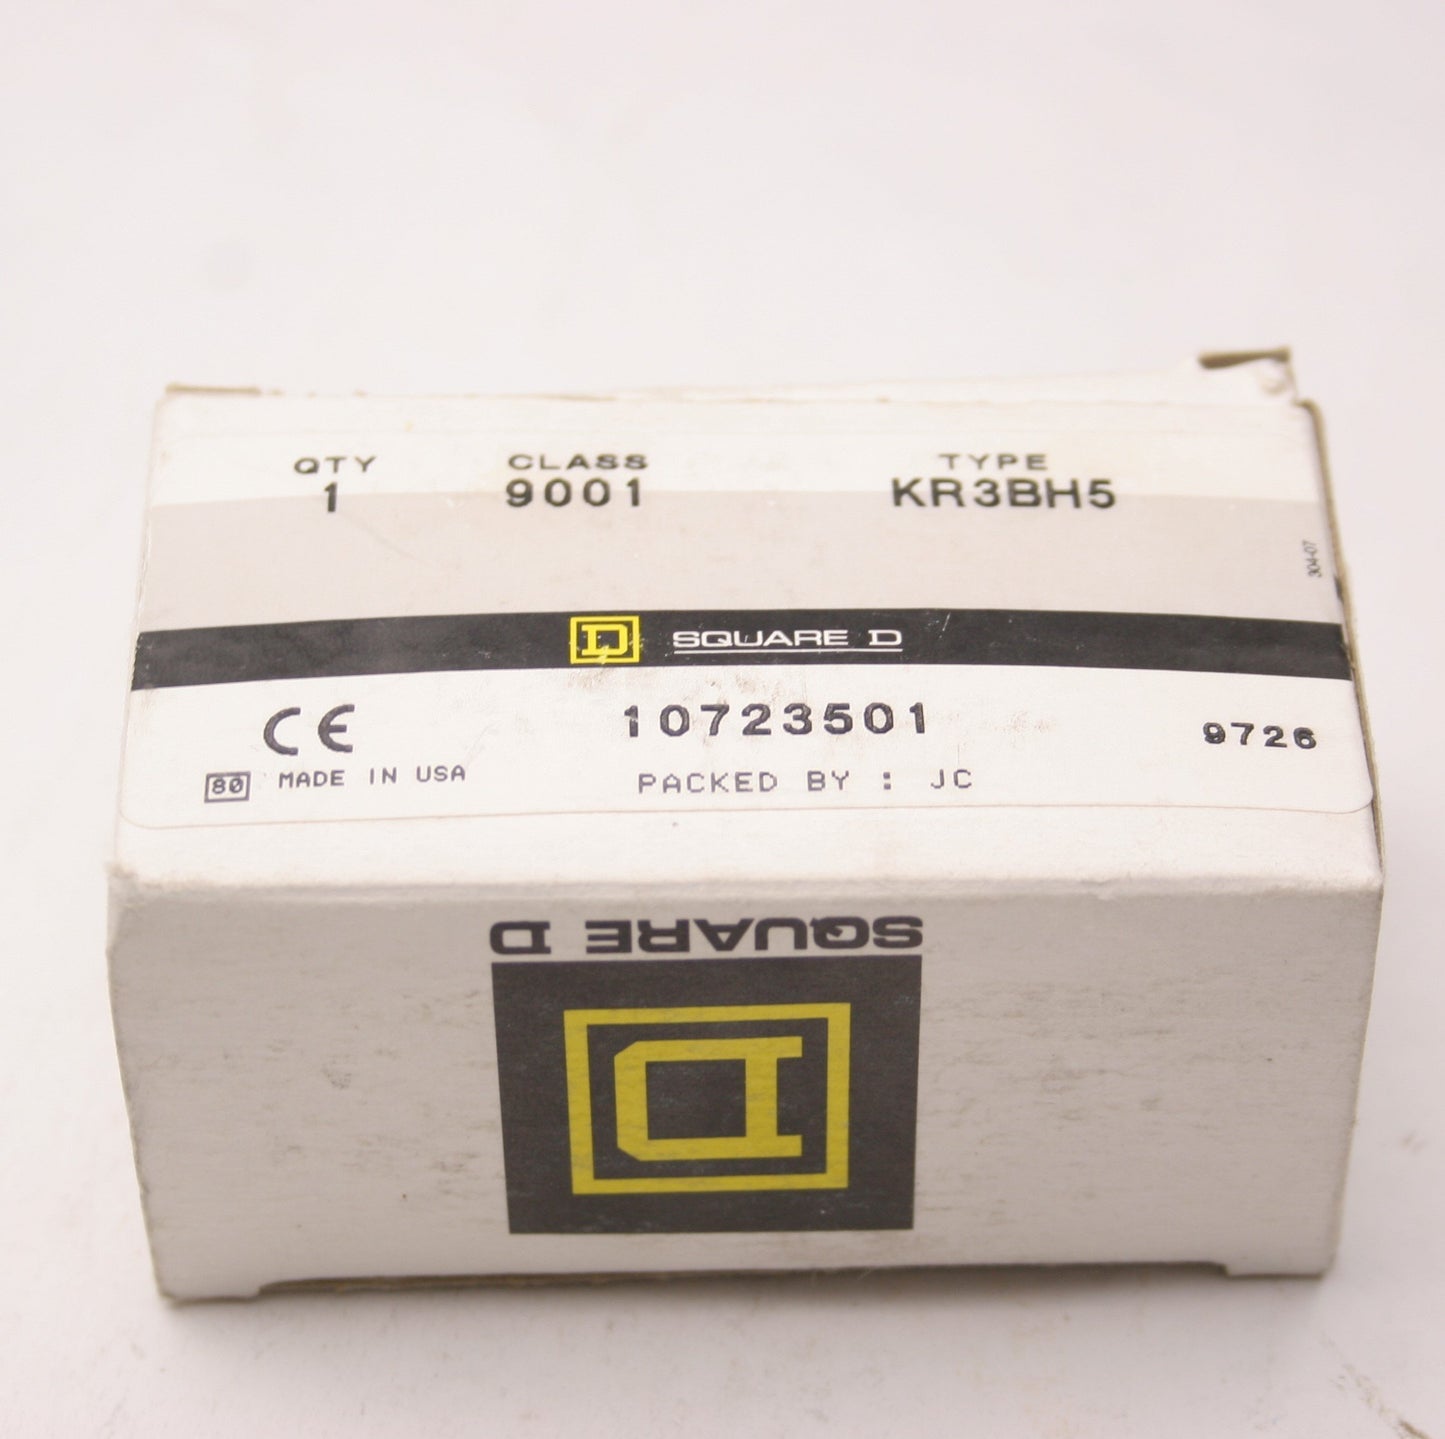 QTY CLASS TYPE
1 9001 KR3BH5
304-07
D SQUARE D
CE 10723501 9726
80 MADE IN USA PACKED BY : JC
SQUARE D
D